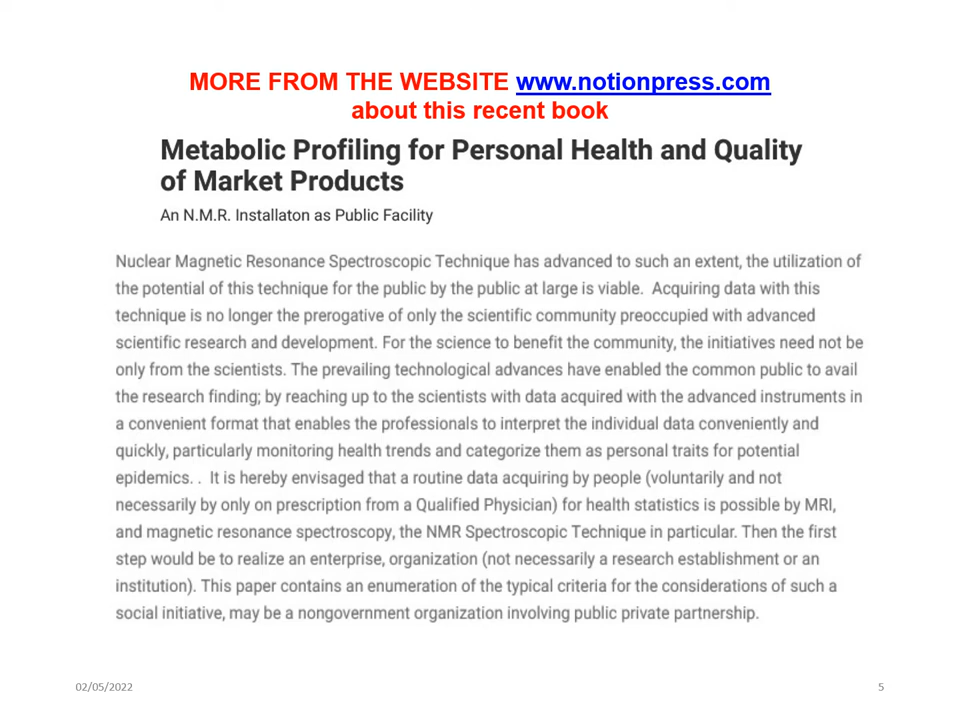 MORE FROM THE WEBSITE www.notionpress.com
about this recent book
Metabolic Profiling for Personal Health and Quality
of Market Products
An N.M.R. Installaton as Public Facility
Nuclear Magnetic Resonance Spectroscopic Technique has advanced to such an extent, the utilization of
the potential of this technique for the public by the public at large is viable. Acquiring data with this
technique is no longer the prerogative of only the scientific community preoccupied with advanced
scientific research and development. For the science to benefit the community, the initiatives need not be
only from the scientists. The prevailing technological advances have enabled the common public to avail
the research finding; by reaching up to the scientists with data acquired with the advanced instruments in
a convenient format that enables the professionals to interpret the individual data conveniently and
quickly, particularly monitoring health trends and categorize them as personal traits for potential
epidemics. . It is hereby envisaged that a routine data acquiring by people (voluntarily and not
necessarily by only on prescription from a Qualified Physician) for health statistics is possible by MRI,
and magnetic resonance spectroscopy, the NMR Spectroscopic Technique in particular. Then the first
step would be to realize an enterprise, organization (not necessarily a research establishment or an
institution). This paper contains an enumeration of the typical criteria for the considerations of such a
social initiative, may be a nongovernment organization involving public private partnership.
02/05/2022
5